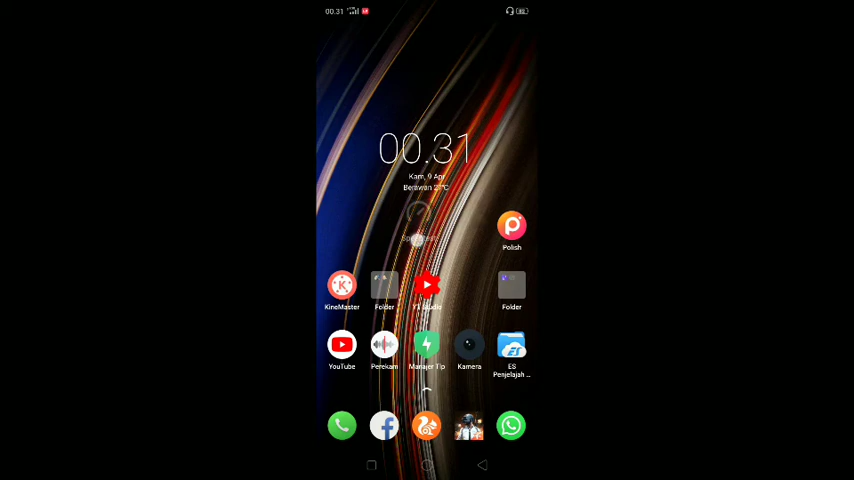 00.31
00.31
Kam, 9 Apr
Berawan 27°C
Polish
KineMaster
Folder
YT Studio
Folder
YouTube
Perekam
Manajer T'p
Kamera
ES
Penjelajah ..